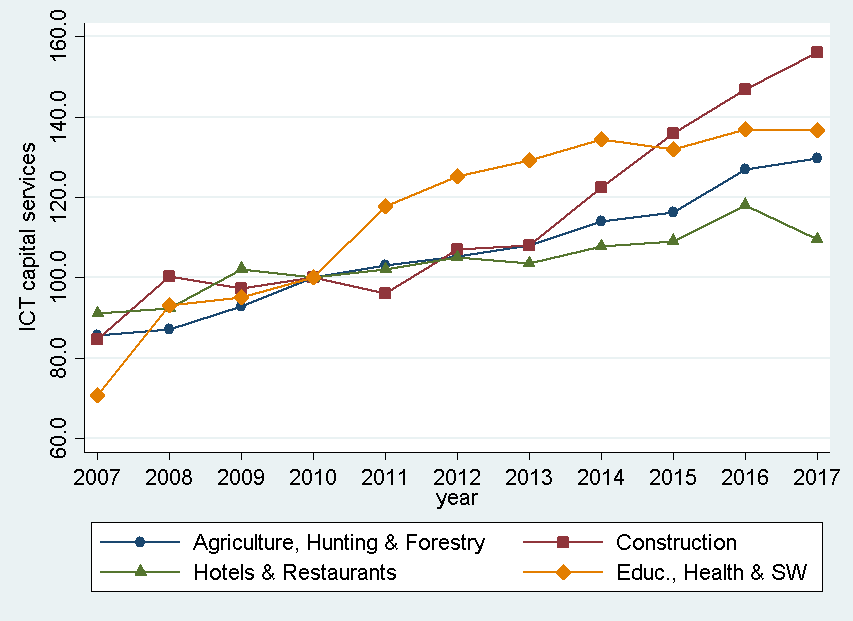 160.0
140.0
120.0
100.0
80.0
60.0
ICT capital services
2007 2008 2009 2010 2011 2012 2013 2014 2015 2016 2017
year
Agriculture, Hunting & Forestry Construction
Hotels & Restaurants Educ., Health & SW